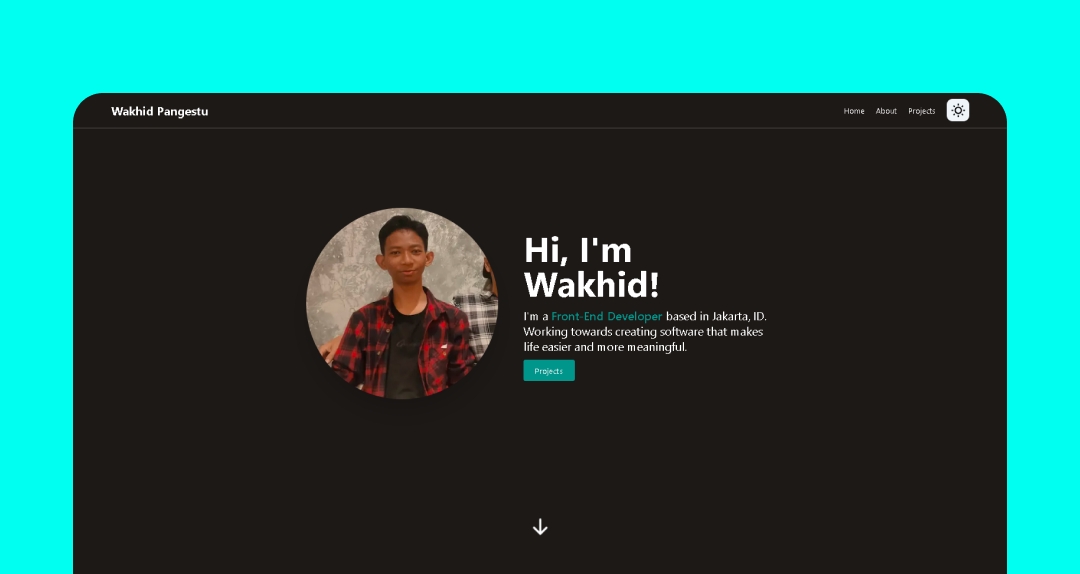 Wakhid Pangestu
Home About Projects
Hi, I'm
Wakhid!
I'm a Front-End Developer based in Jakarta, ID.
Working towards creating software that makes
life easier and more meaningful.
Projects